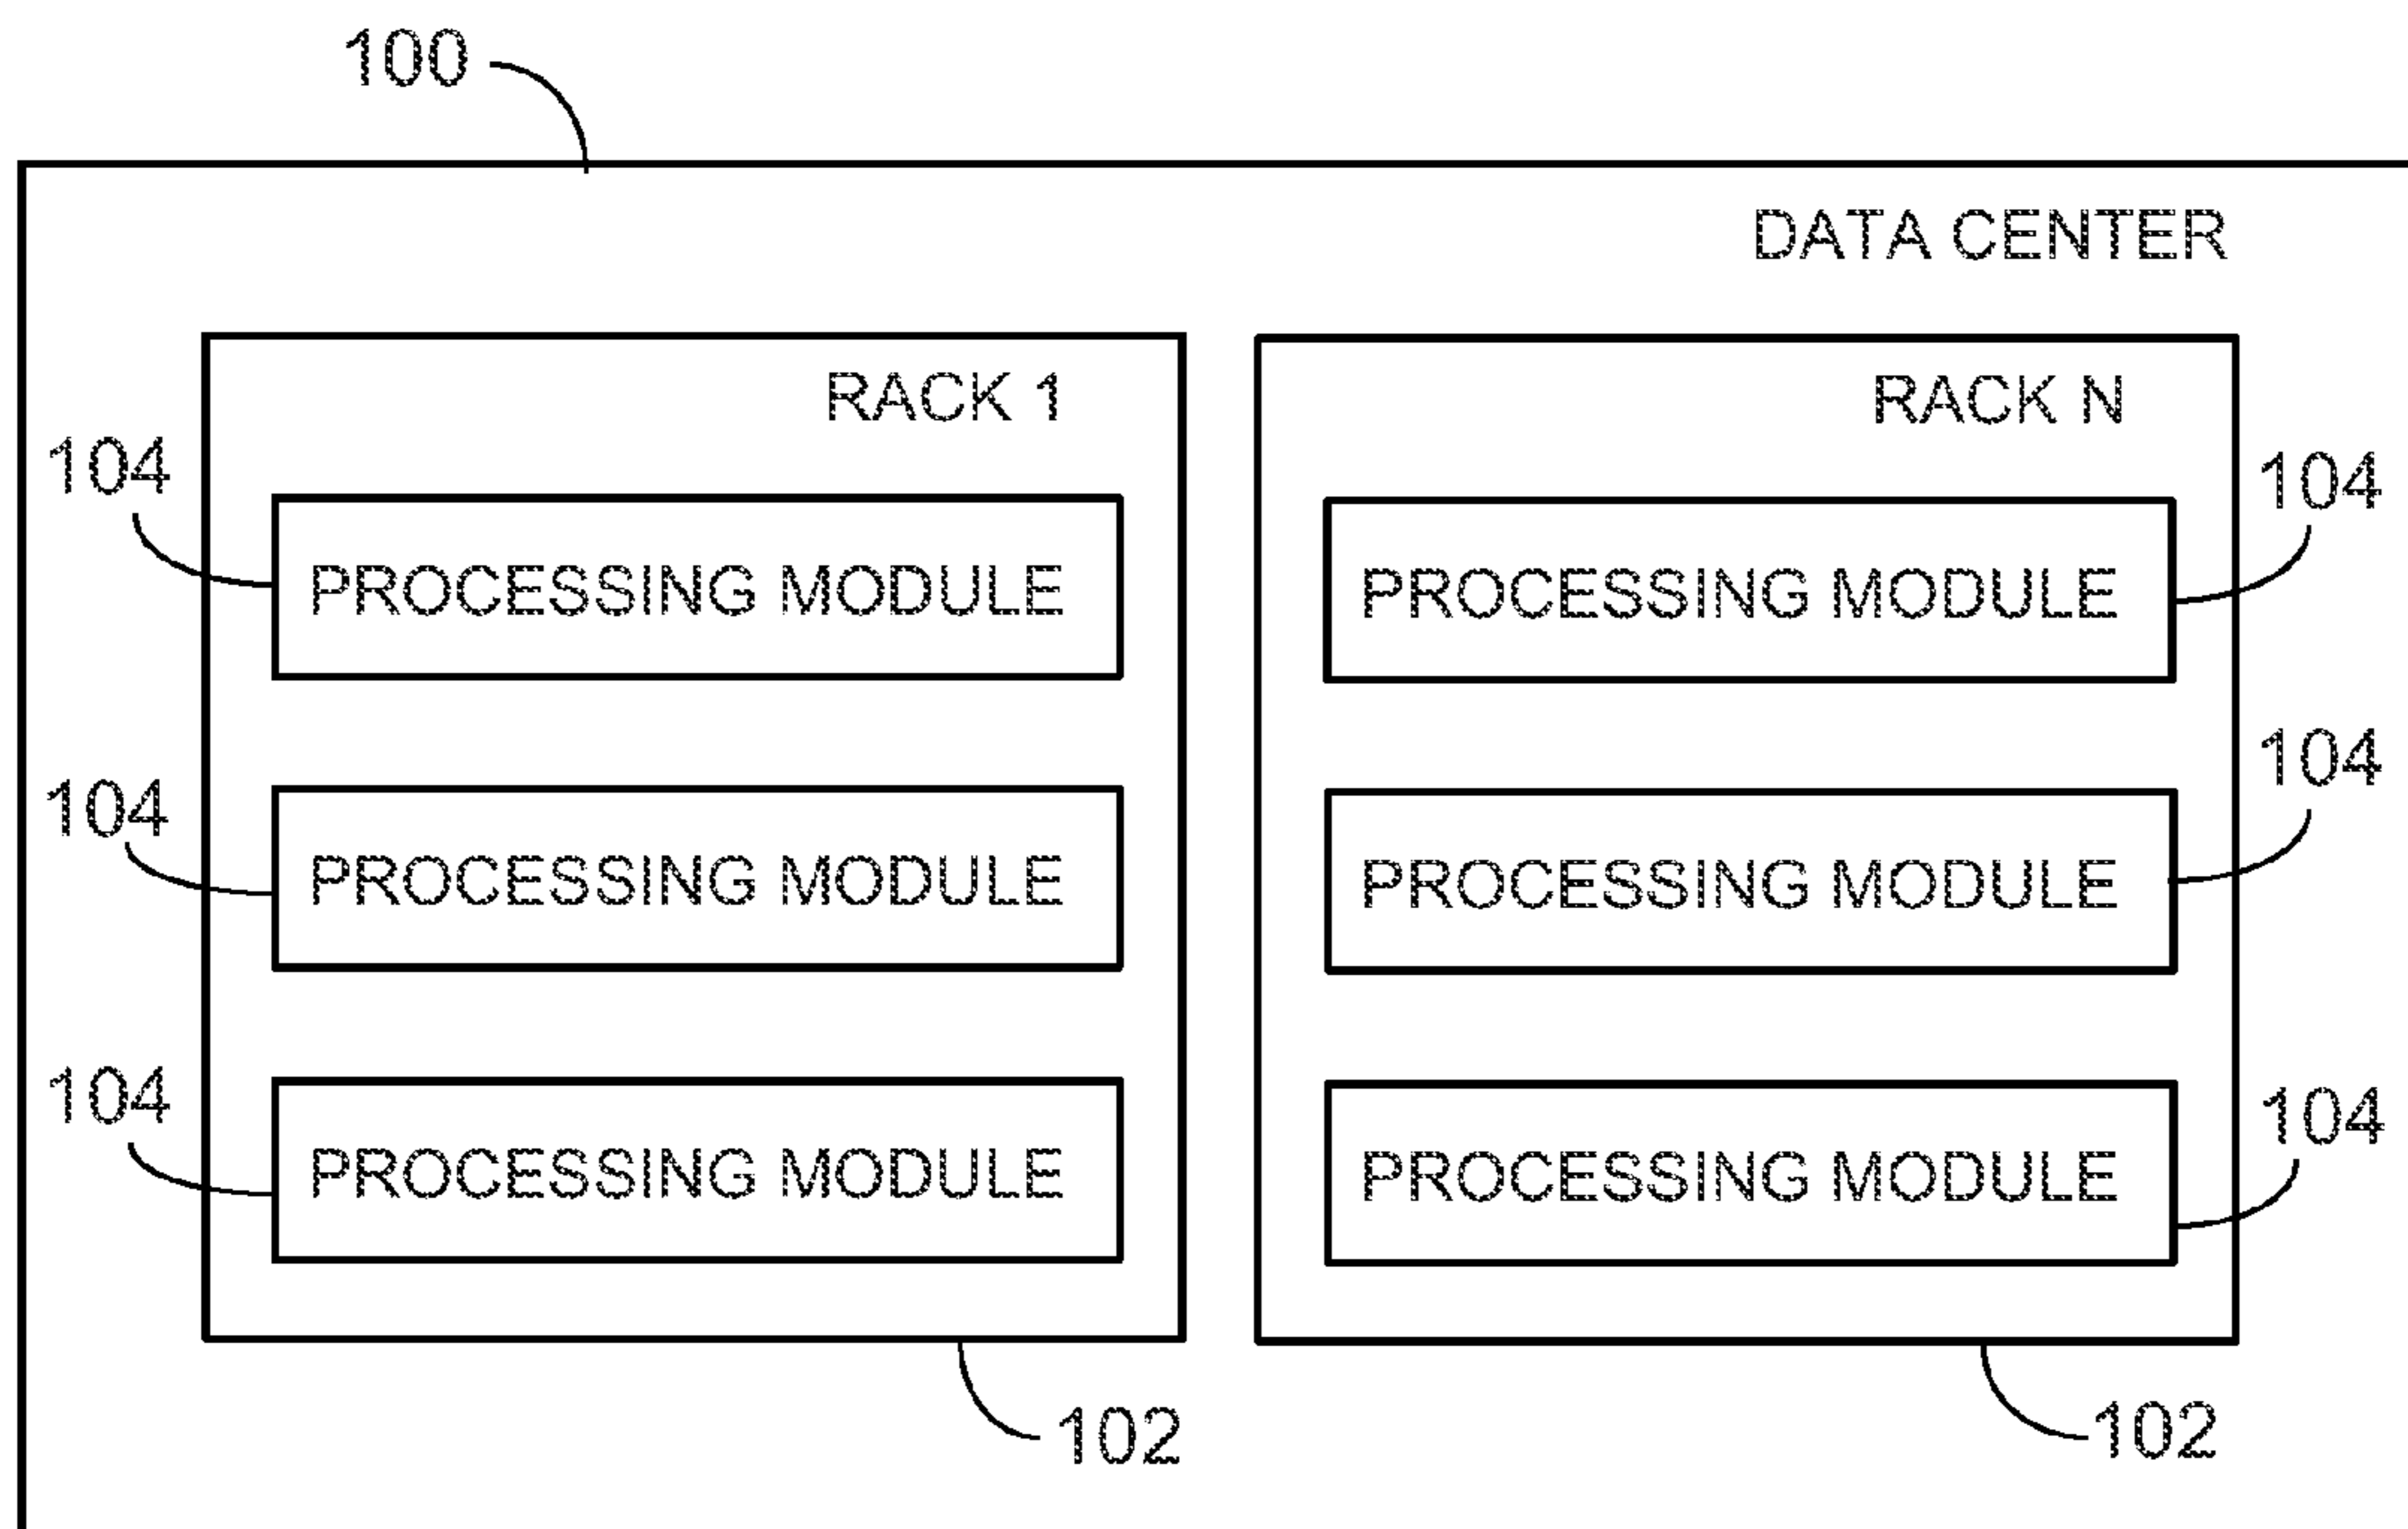 100
DATA CENTER
RACK 1
RACK N
104
PROCESSING MODULE
PROCESSING MODULE
104
104
PROCESSING MODULE
PROCESSING MODULE
104
104
PROCESSING MODULE
PROCESSING MODULE
104
102
102